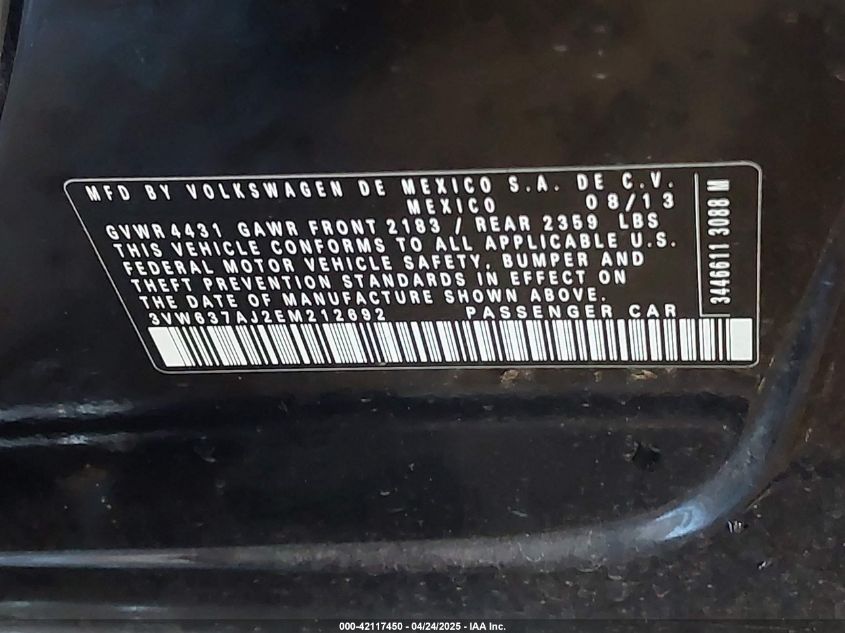 MFD BY VOLKSWAGEN DE MEXICO S.A. DE C.V.
MEXICO 08/13
GVWR 4431 GAWR FRONT 2183 / REAR 2359 LBS
THIS VEHICLE CONFORMS TO ALL APPLICABLE U.S.
FEDERAL MOTOR VEHICLE SAFETY, BUMPER AND
THEFT PREVENTION STANDARDS IN EFFECT ON
THE DATE OF MANUFACTURE SHOWN ABOVE.
3VW637AJ2EM212692 PASSENGER CAR
3446611 3088 M
000-42117450 - 04/24/2025 - IAA Inc.